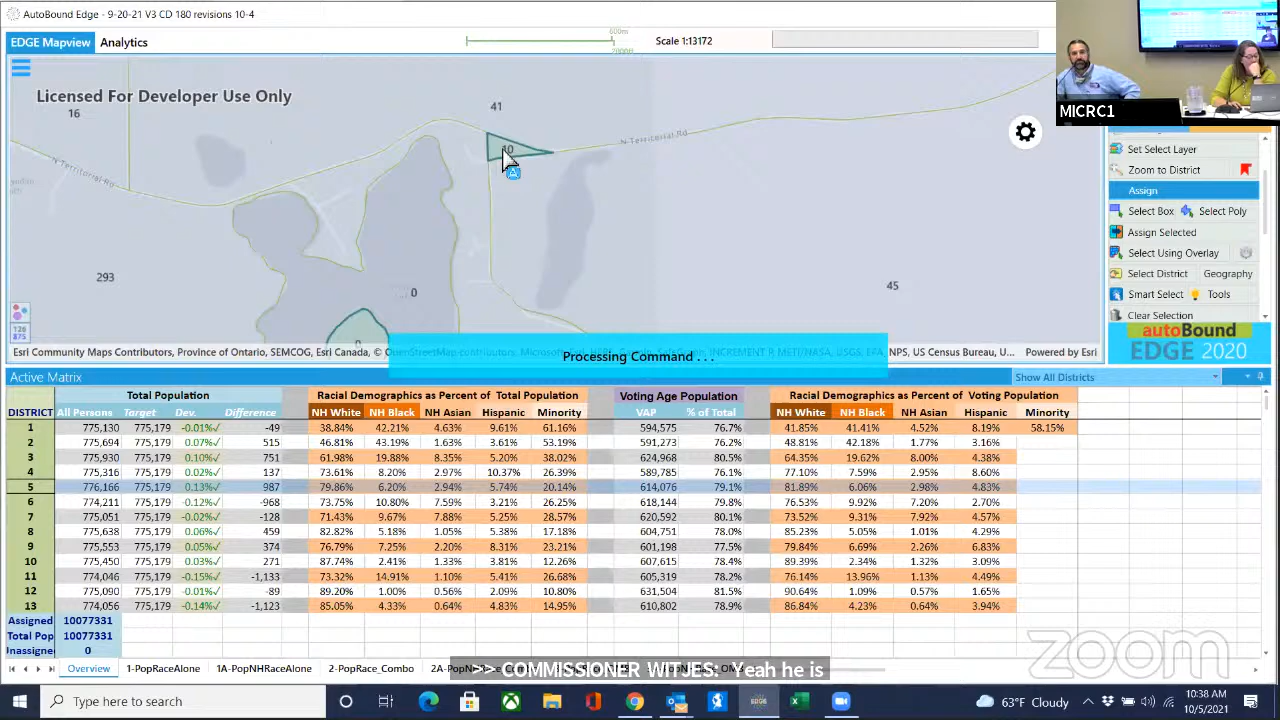 AutoBound Edge - 9-20-21 V3 CD 180 revisions 10-4
EDGE Mapview Analytics
600m
2000ft
Scale 1:13172
Licensed For Developer Use Only
16
41
N Territorial Rd
N Territorial Rd
293
0
45
MICRC1
Set Select Layer
Zoom to District
Assign
Select Box Select Poly
Assign Selected
Select Using Overlay
Select District Geography
Smart Select Tools
Clear Selection
autoBound
EDGE 2020
Processing Command . . .
Esri Community Maps Contributors, Province of Ontario, SEMCOG, Esri Canada, © OpenStreetMap contributors, Microsoft, INCREMENT P, METI/NASA, USGS, EPA, NPS, US Census Bureau, U... Powered by Esri
Active Matrix Show All Districts
Total Population Racial Demographics as Percent of Total Population Voting Age Population Racial Demographics as Percent of Voting Population
DISTRICT All Persons Target Dev. Difference NH White NH Black NH Asian Hispanic Minority VAP % of Total NH White NH Black NH Asian Hispanic Minority
1 775,130 775,179 -0.01%✓ -49 38.84% 42.21% 4.63% 9.61% 61.16% 594,575 76.7% 41.85% 41.41% 4.52% 8.19% 58.15%
2 775,694 775,179 0.07%✓ 515 46.81% 43.19% 1.63% 3.61% 53.19% 591,273 76.2% 48.81% 42.18% 1.77% 3.16%
3 775,930 775,179 0.10%✓ 751 61.98% 19.88% 8.35% 5.20% 38.02% 624,968 80.5% 64.35% 19.62% 8.00% 4.38%
4 775,316 775,179 0.02%✓ 137 73.61% 8.20% 2.97% 10.37% 26.39% 589,785 76.1% 77.10% 7.59% 2.95% 8.60%
5 776,166 775,179 0.13%✓ 987 79.86% 6.20% 2.94% 5.74% 20.14% 614,076 79.1% 81.89% 6.06% 2.98% 4.83%
6 774,211 775,179 -0.12%✓ -968 73.75% 10.80% 7.59% 3.21% 26.25% 618,144 79.8% 76.53% 9.92% 7.20% 2.70%
7 775,051 775,179 -0.02%✓ -128 71.43% 9.67% 7.88% 5.25% 28.57% 620,592 80.1% 73.52% 9.31% 7.92% 4.57%
8 775,638 775,179 0.06%✓ 459 82.82% 5.18% 1.05% 5.38% 17.18% 604,751 78.0% 85.23% 5.05% 1.01% 4.29%
9 775,553 775,179 0.05%✓ 374 76.79% 7.25% 2.20% 8.31% 23.21% 601,198 77.5% 79.84% 6.69% 2.26% 6.83%
10 775,450 775,179 0.03%✓ 271 87.74% 2.41% 1.33% 3.81% 12.26% 607,615 78.4% 89.39% 2.34% 1.32% 3.09%
11 774,046 775,179 -0.15%✓ -1,133 73.32% 14.91% 1.10% 5.41% 26.68% 605,319 78.2% 76.14% 13.96% 1.13% 4.49%
12 775,090 775,179 -0.01%✓ -89 89.20% 1.00% 0.56% 2.09% 10.80% 631,504 81.5% 90.64% 1.09% 0.57% 1.65%
13 774,056 775,179 -0.14%✓ -1,123 85.05% 4.33% 0.64% 4.83% 14.95% 610,802 78.9% 86.84% 4.23% 0.64% 3.94%
Assigned 10077331
Total Pop 10077331
Unassigned 0
Overview 1-PopRaceAlone 1A-PopNHRaceAlone 2-PopRace_Combo
>> COMMISSIONER WITJES: Yeah he is
zoom
Type here to search
63°F Cloudy
10:38 AM
10/5/2021